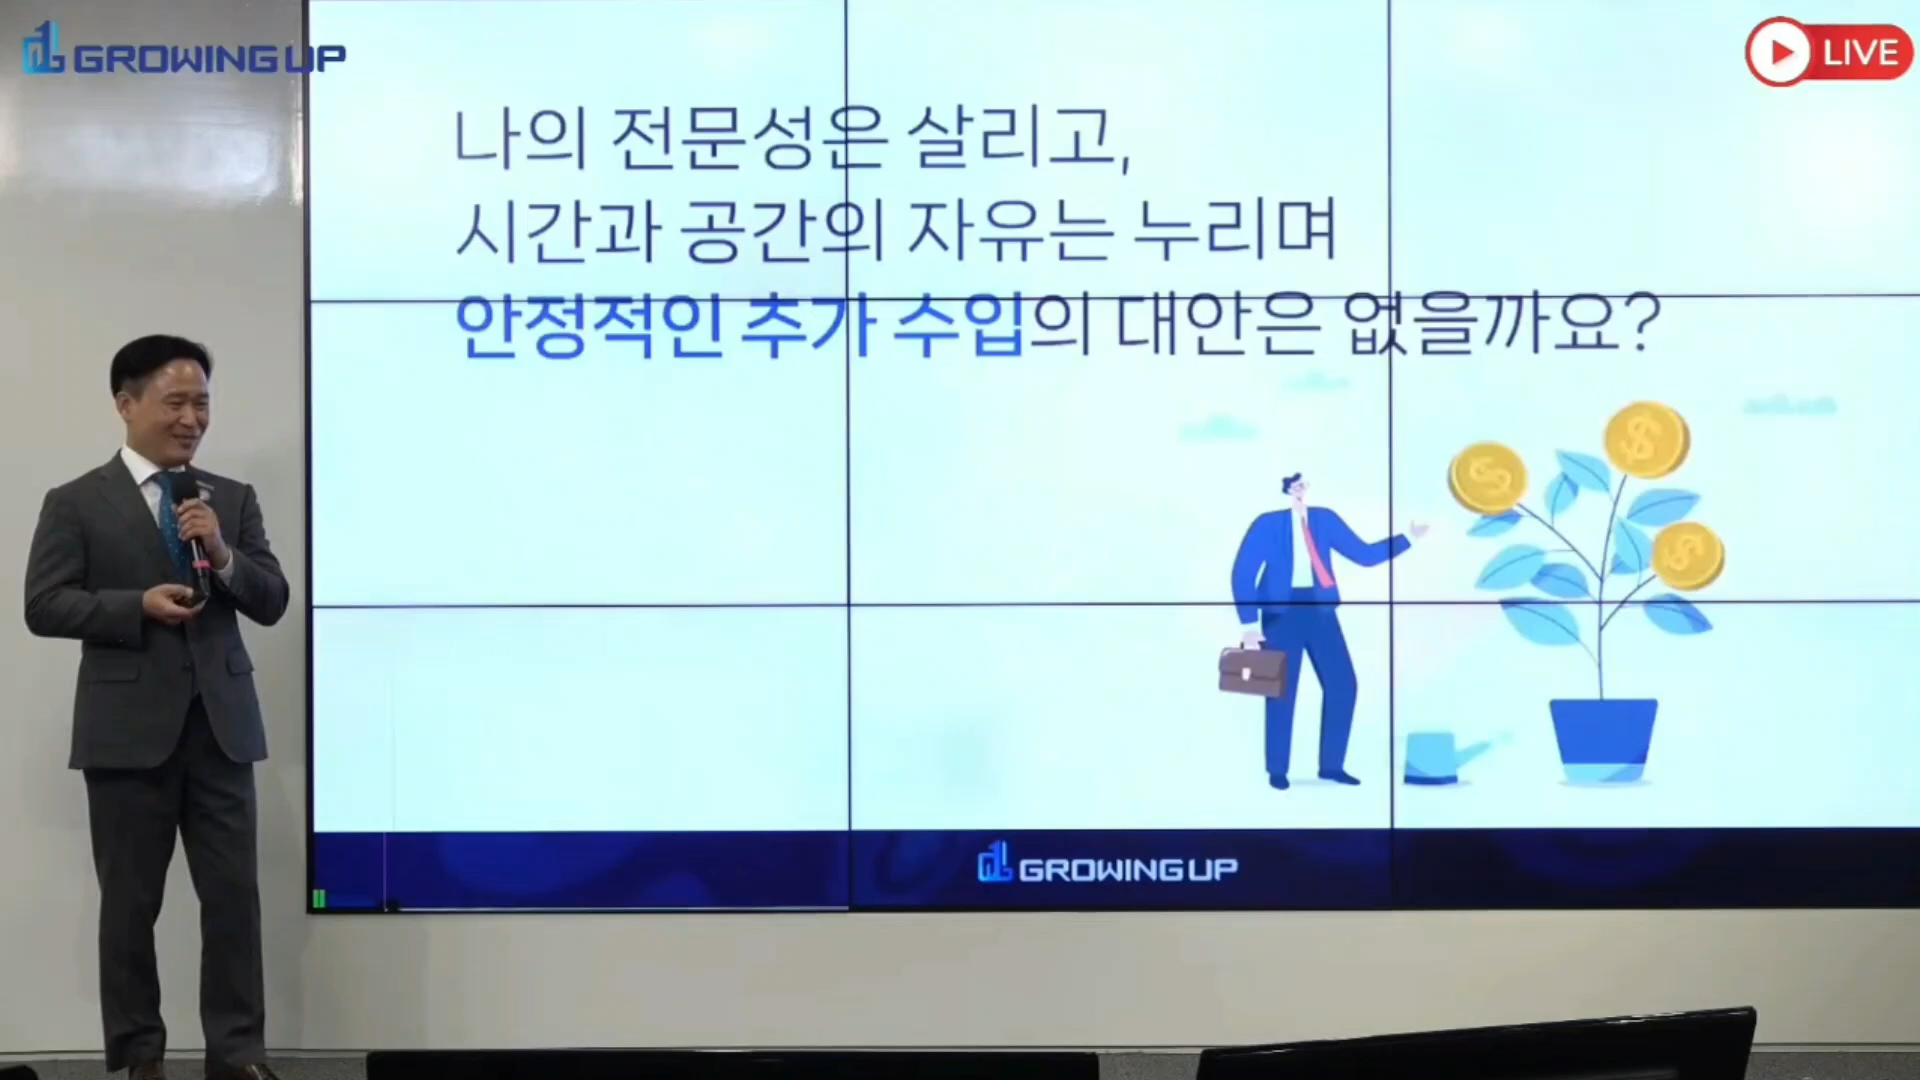 GROWING UP
LIVE
나의 전문성은 살리고,
시간과 공간의 자유는 누리며
안정적인 추가 수입의 대안은 없을까요?
GROWING UP